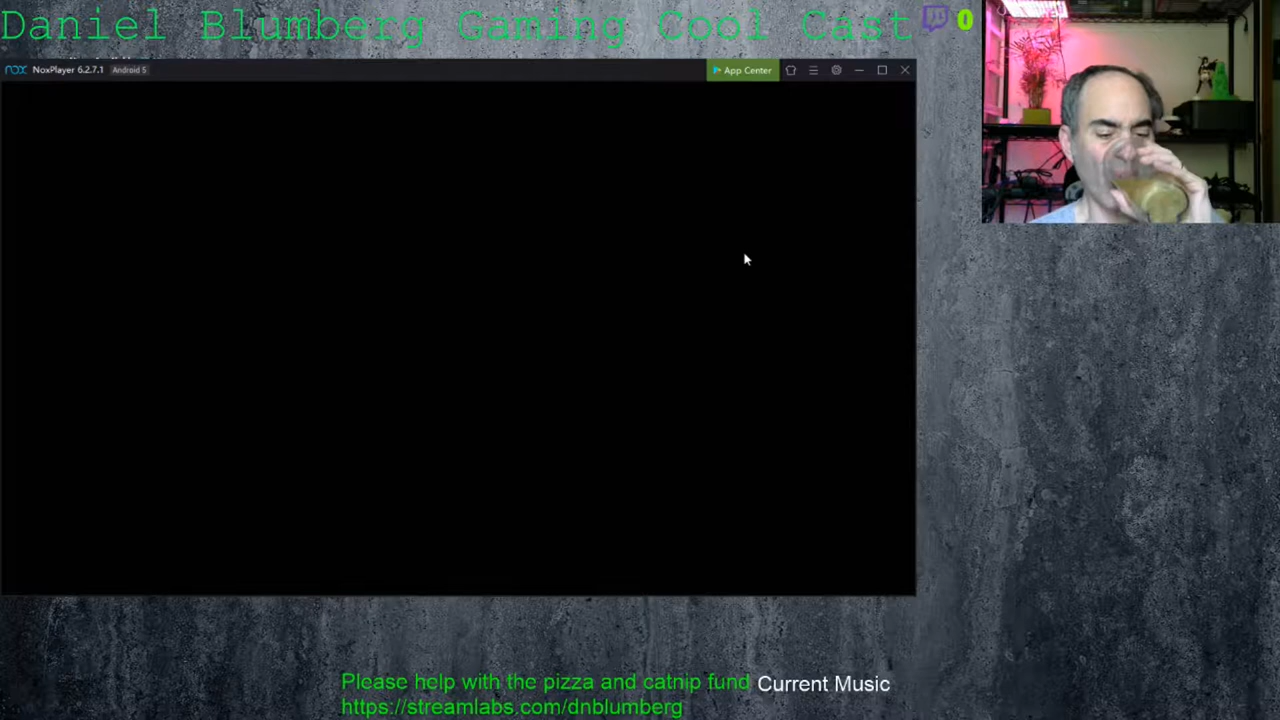 Daniel Blumberg Gaming Cool Cast 0
nox NoxPlayer 6.2.7.1 Android 5 App Center
Please help with the pizza and catnip fund Current Music
https://streamlabs.com/dnblumberg